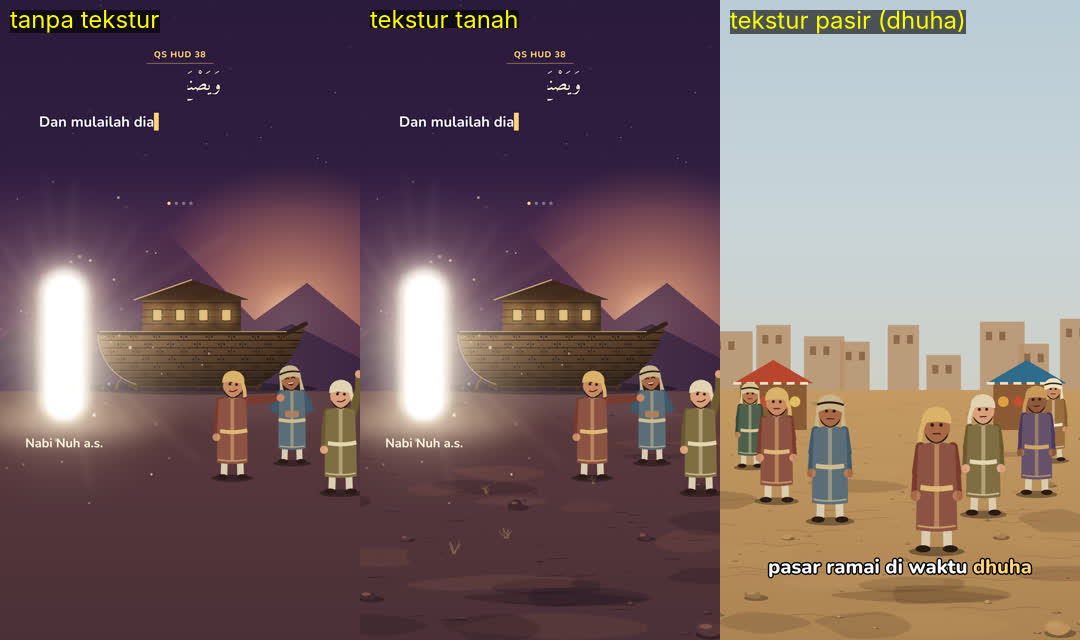 tanpa tekstur
QS HUD 38
وَيَصْنَ
Dan mulailah dia
Nabi Nuh a.s.
tekstur tanah
QS HUD 38
وَيَصْنَ
Dan mulailah dia
Nabi Nuh a.s.
tekstur pasir (dhuha)
pasar ramai di waktu dhuha